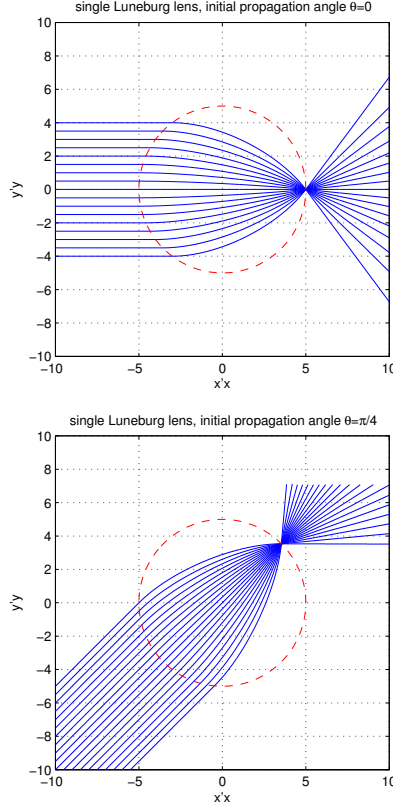 single Luneburg lens, initial propagation angle θ=0
10
8
6
4
2
0
−2
−4
−6
−8
−10
y'y
−10 −5 0 5 10
x'x
single Luneburg lens, initial propagation angle θ=π/4
10
8
6
4
2
0
−2
−4
−6
−8
−10
y'y
−10 −5 0 5 10
x'x